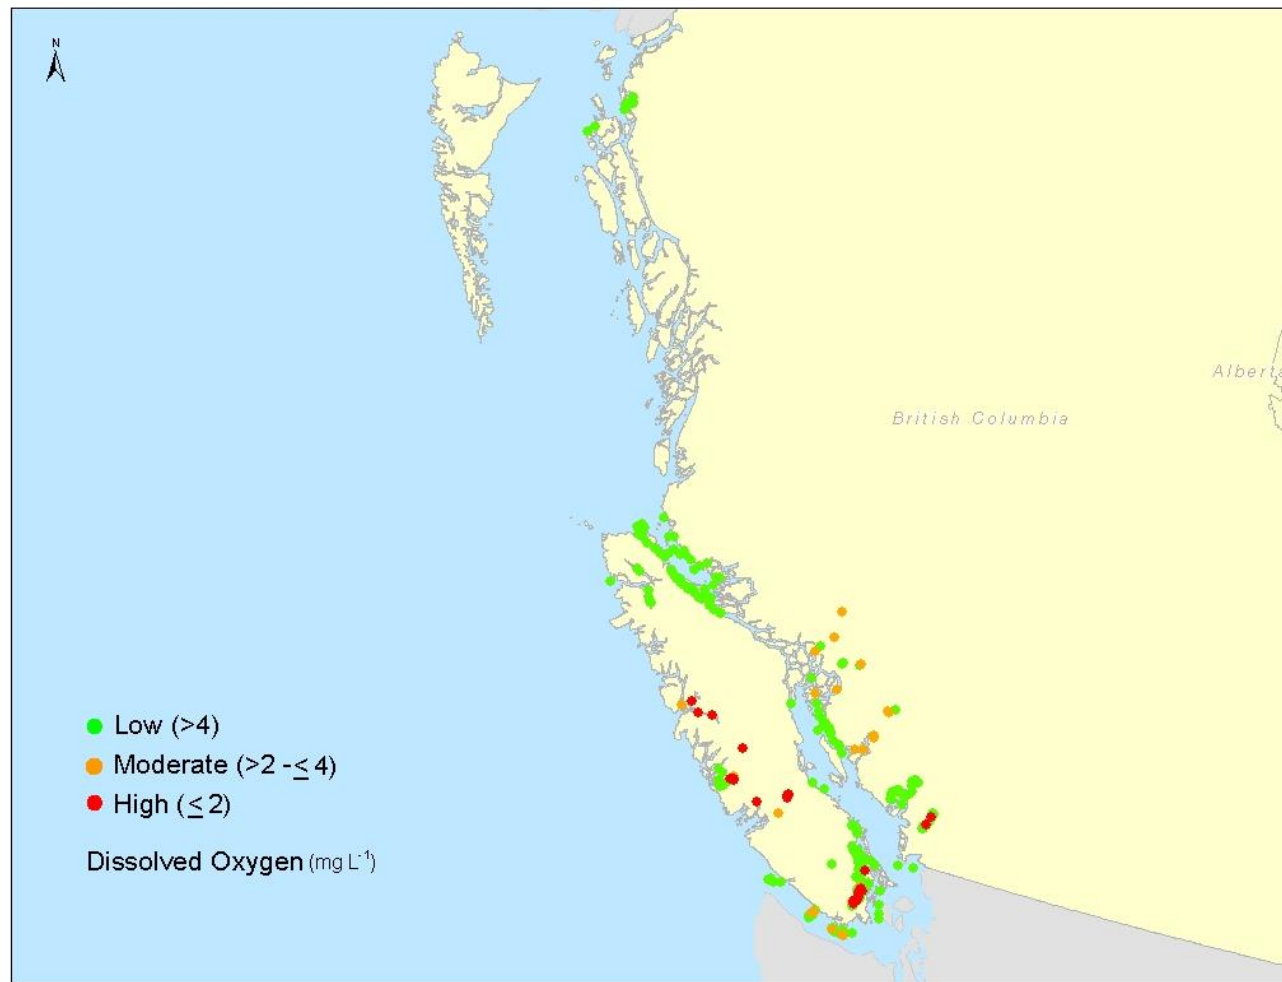 N
Alberta
British Columbia
Low (>4)
Moderate (>2 -≤ 4)
High (≤ 2)
Dissolved Oxygen (mg L⁻¹)